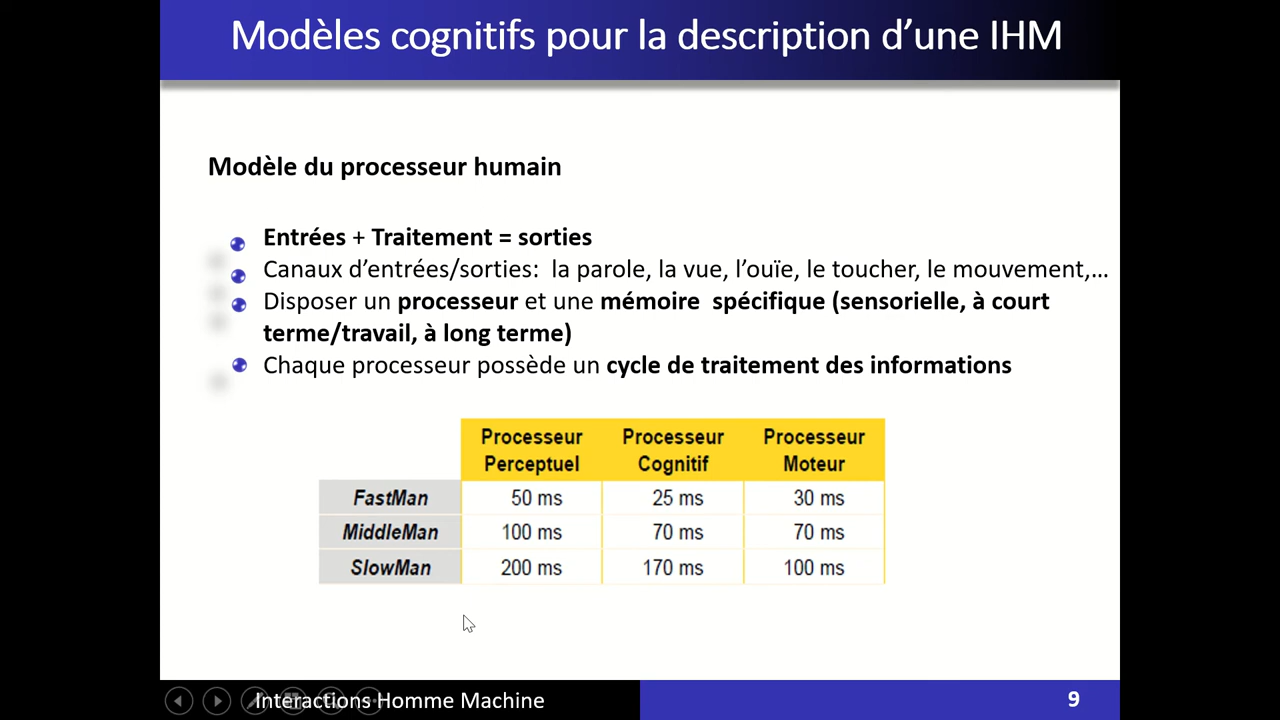 Modèles cognitifs pour la description d’une IHM
Modèle du processeur humain
Entrées + Traitement = sorties
Canaux d’entrées/sorties: la parole, la vue, l’ouïe, le toucher, le mouvement,…
Disposer un processeur et une mémoire spécifique (sensorielle, à court
terme/travail, à long terme)
Chaque processeur possède un cycle de traitement des informations
Processeur Perceptuel Processeur Cognitif Processeur Moteur
FastMan 50 ms 25 ms 30 ms
MiddleMan 100 ms 70 ms 70 ms
SlowMan 200 ms 170 ms 100 ms
Interactions Homme Machine 9